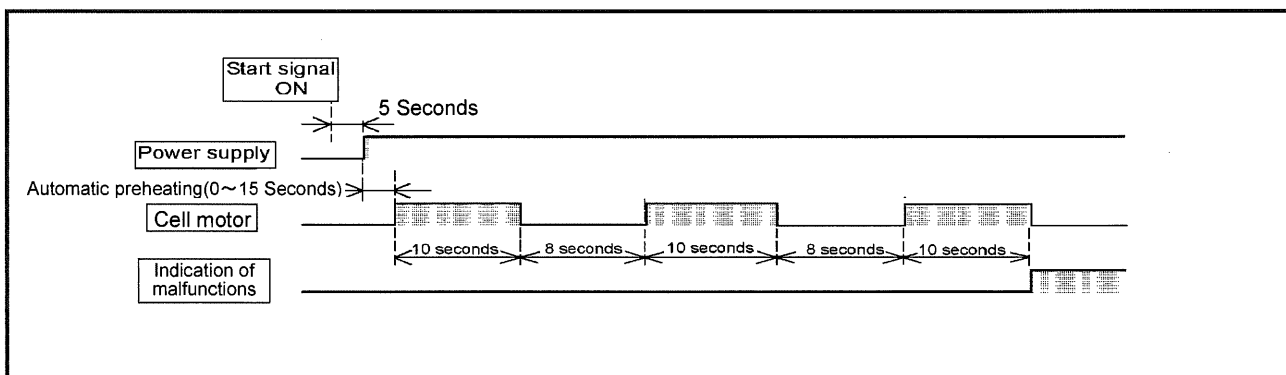 Start signal
ON
5 Seconds
Power supply
Automatic preheating(0～15 Seconds)
Cell motor
10 seconds
8 seconds
10 seconds
8 seconds
10 seconds
Indication of
malfunctions